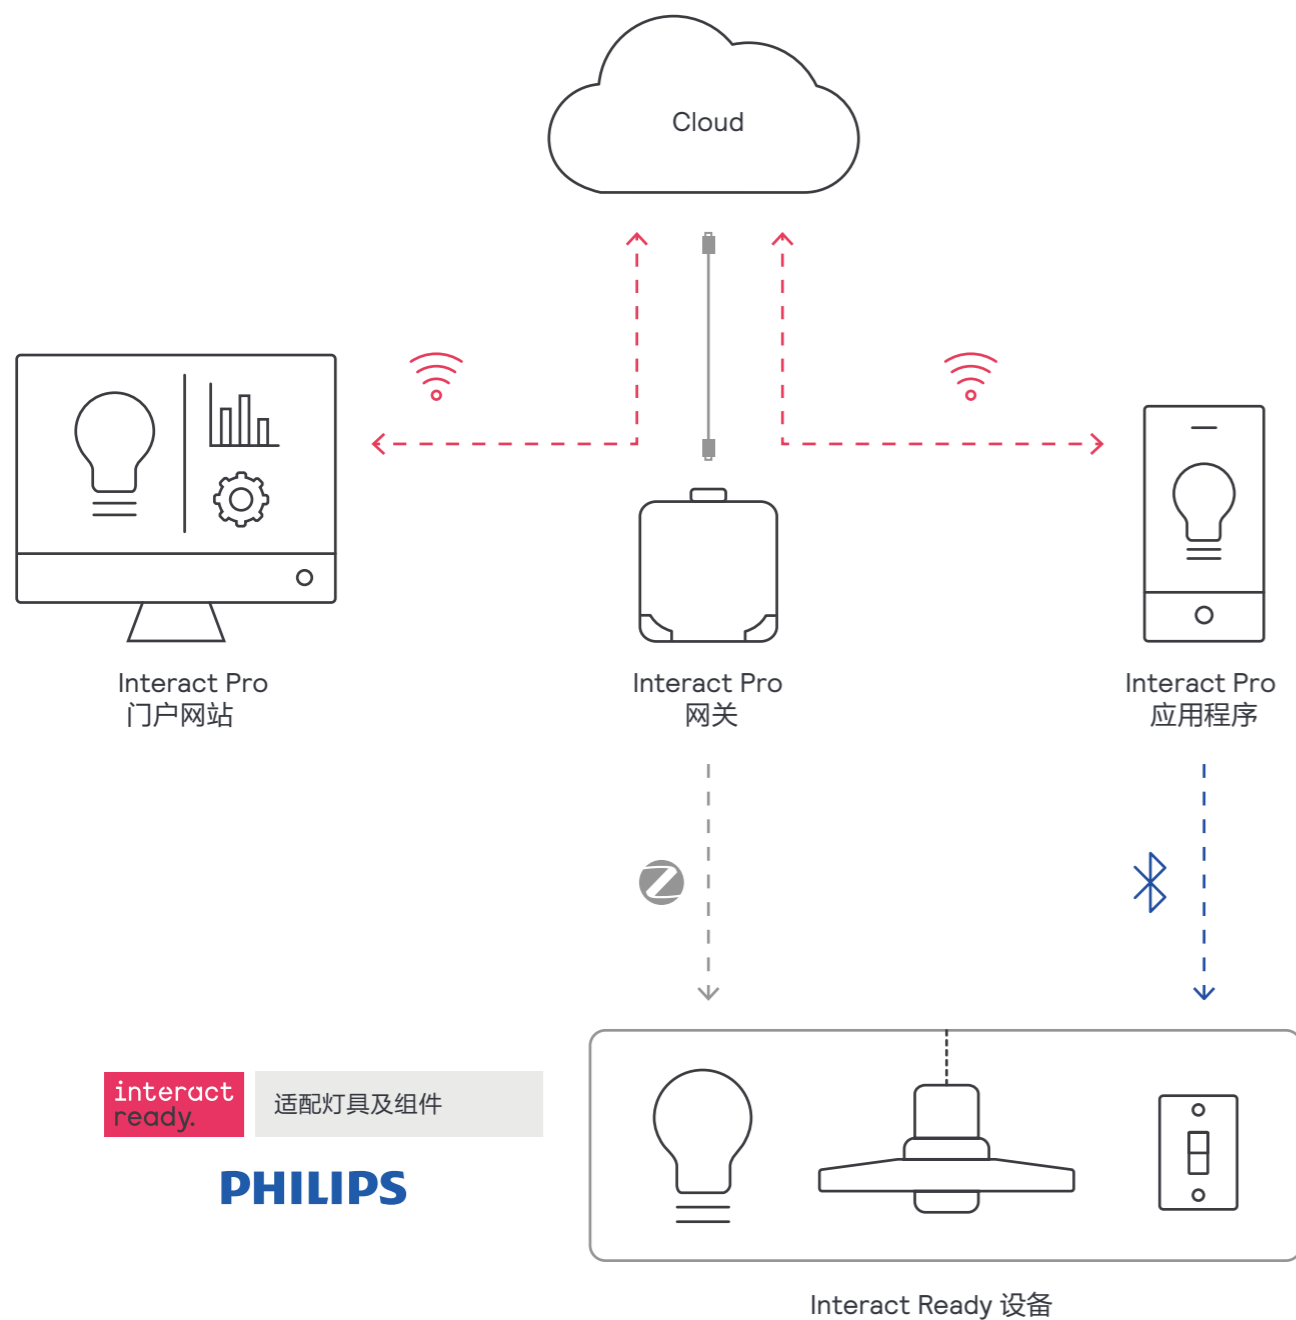 Cloud
Interact Pro
门户网站
Interact Pro
网关
Interact Pro
应用程序
interact
ready.
适配灯具及组件
PHILIPS
Interact Ready 设备